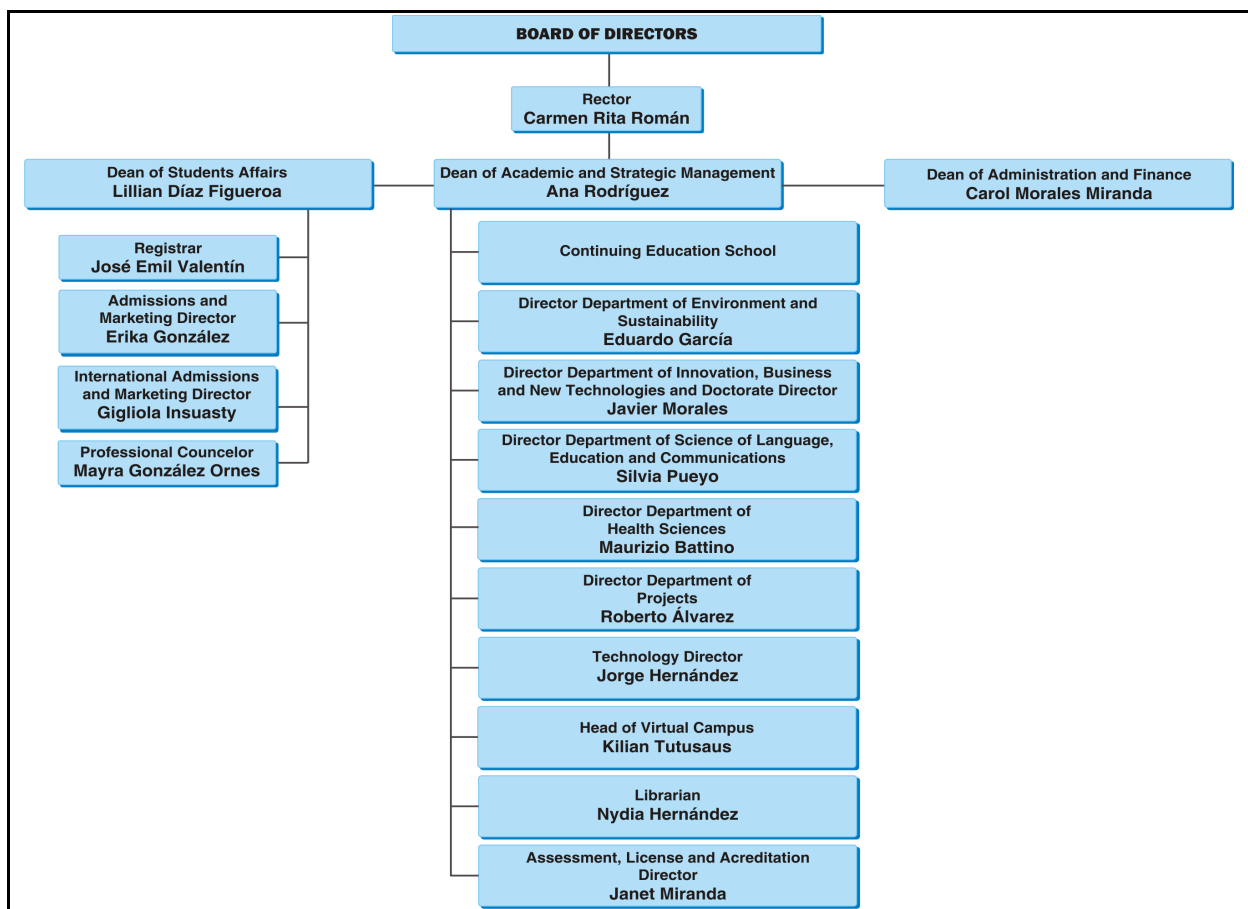 BOARD OF DIRECTORS
Rector
Carmen Rita Román
Dean of Students Affairs
Lillian Díaz Figueroa
Dean of Academic and Strategic Management
Ana Rodríguez
Dean of Administration and Finance
Carol Morales Miranda
Registrar
José Emil Valentín
Admissions and
Marketing Director
Erika González
International Admissions
and Marketing Director
Gigliola Insuasty
Professional Councelor
Mayra González Ornes
Continuing Education School
Director Department of Environment and
Sustainability
Eduardo García
Director Department of Innovation, Business
and New Technologies and Doctorate Director
Javier Morales
Director Department of Science of Language,
Education and Communications
Silvia Pueyo
Director Department of
Health Sciences
Maurizio Battino
Director Department of
Projects
Roberto Álvarez
Technology Director
Jorge Hernández
Head of Virtual Campus
Kilian Tutusaus
Librarian
Nydia Hernández
Assessment, License and Acreditation
Director
Janet Miranda